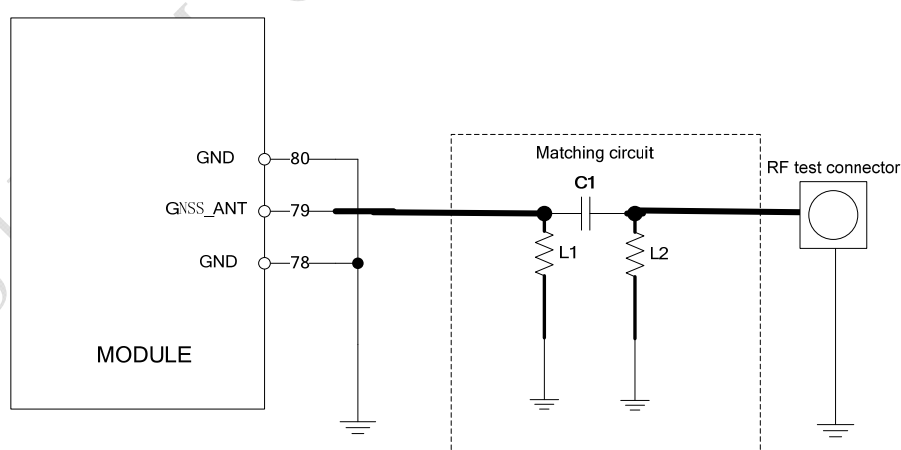 GND 80
GNSS_ANT 79
GND 78
MODULE
Matching circuit
C1
L1
L2
RF test connector